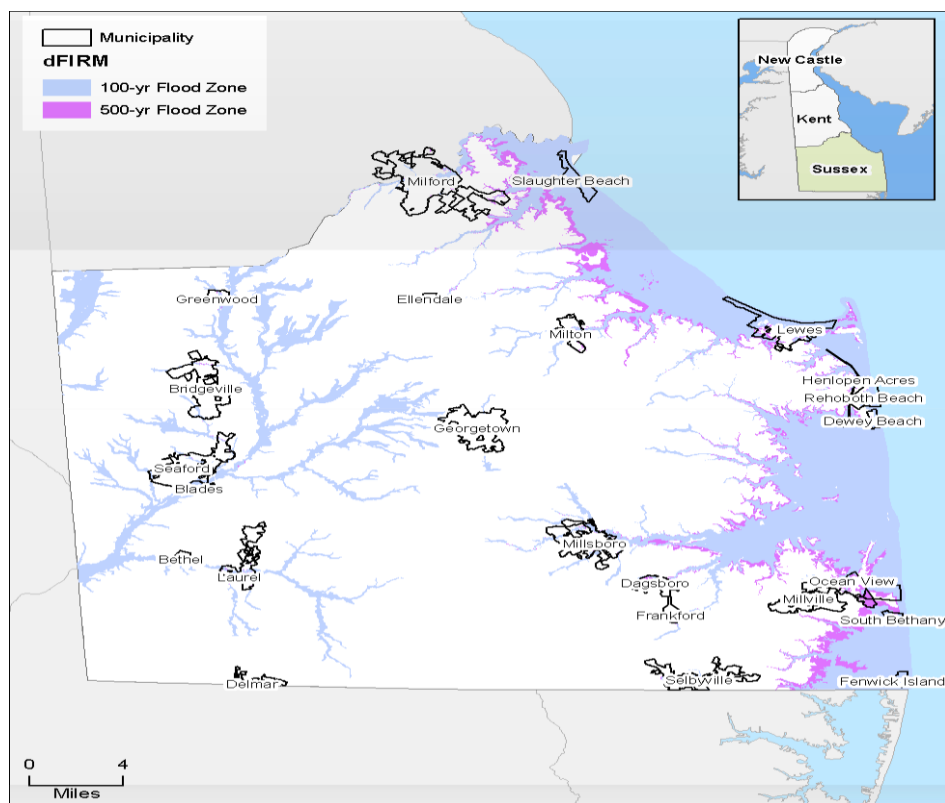 Municipality
dFIRM
100-yr Flood Zone
500-yr Flood Zone
New Castle
Kent
Sussex
Milford
Slaughter Beach
Greenwood
Ellendale
Milton
Lewes
Bridgeville
Henlopen Acres
Rehoboth Beach
Dewey Beach
Georgetown
Seaford
Blades
Millsboro
Bethel
Laurel
Dagsboro
Ocean View
Millville
Frankford
South Bethany
Delmar
Selbyville
Fenwick Island
0 4
Miles